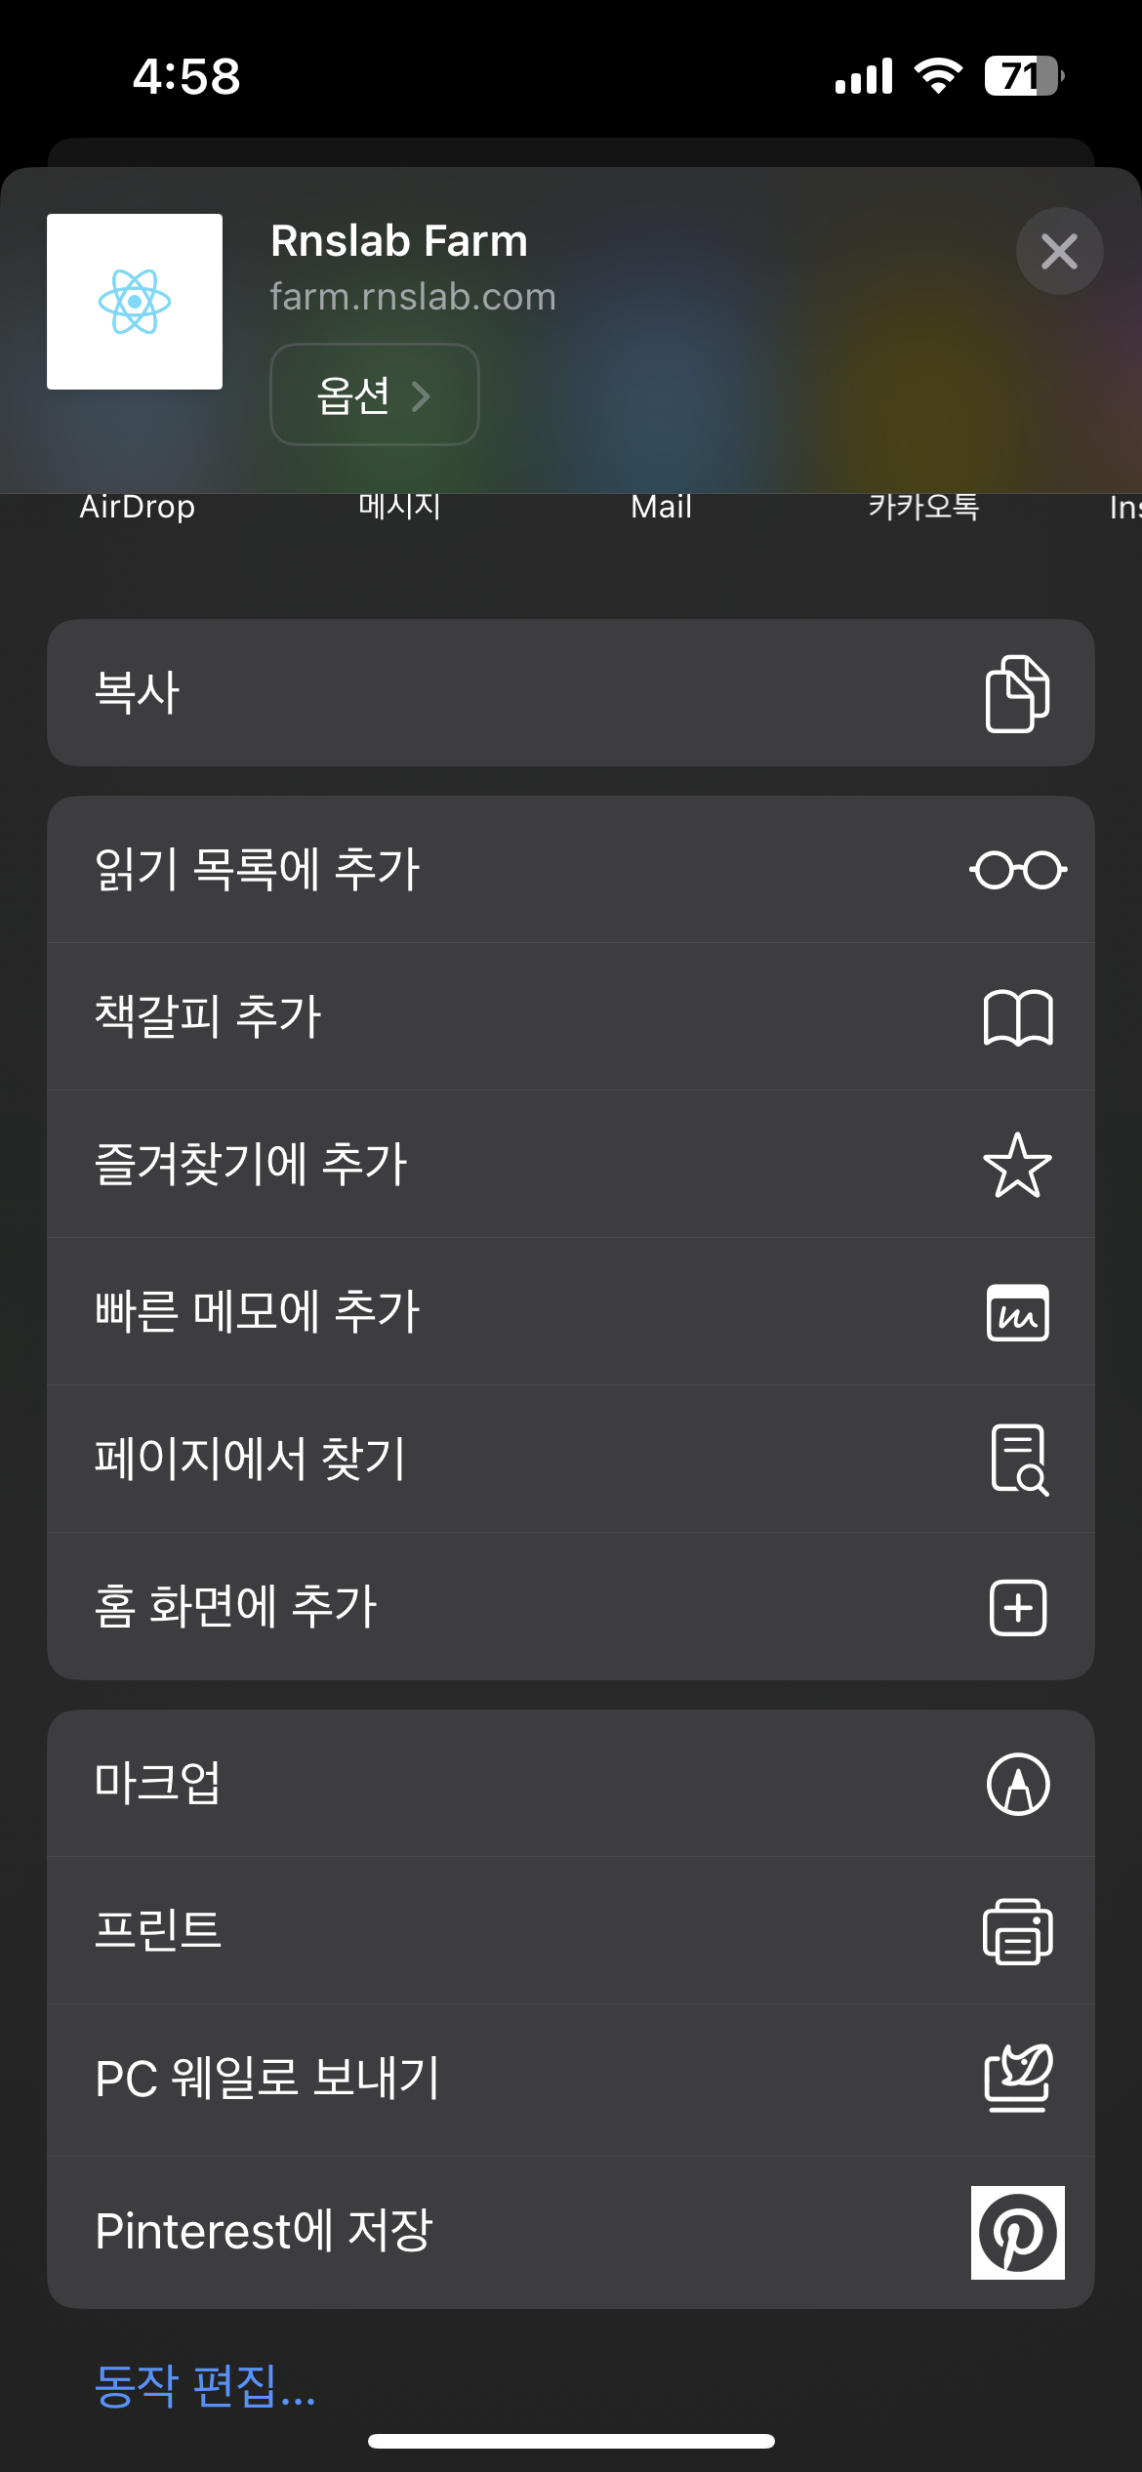 4:58
71
Rnslab Farm
farm.rnslab.com
옵션
AirDrop
메시지
Mail
카카오톡
Ins
복사
읽기 목록에 추가
책갈피 추가
즐겨찾기에 추가
빠른 메모에 추가
페이지에서 찾기
홈 화면에 추가
마크업
프린트
PC 웨일로 보내기
Pinterest에 저장
동작 편집...